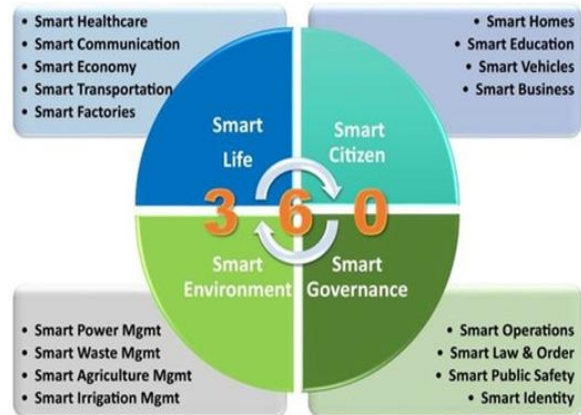 • Smart Healthcare
• Smart Communication
• Smart Economy
• Smart Transportation
• Smart Factories
• Smart Homes
• Smart Education
• Smart Vehicles
• Smart Business
Smart
Life
Smart
Citizen
3 6 0
Smart
Environment
Smart
Governance
• Smart Power Mgmt
• Smart Waste Mgmt
• Smart Agriculture Mgmt
• Smart Irrigation Mgmt
• Smart Operations
• Smart Law & Order
• Smart Public Safety
• Smart Identity